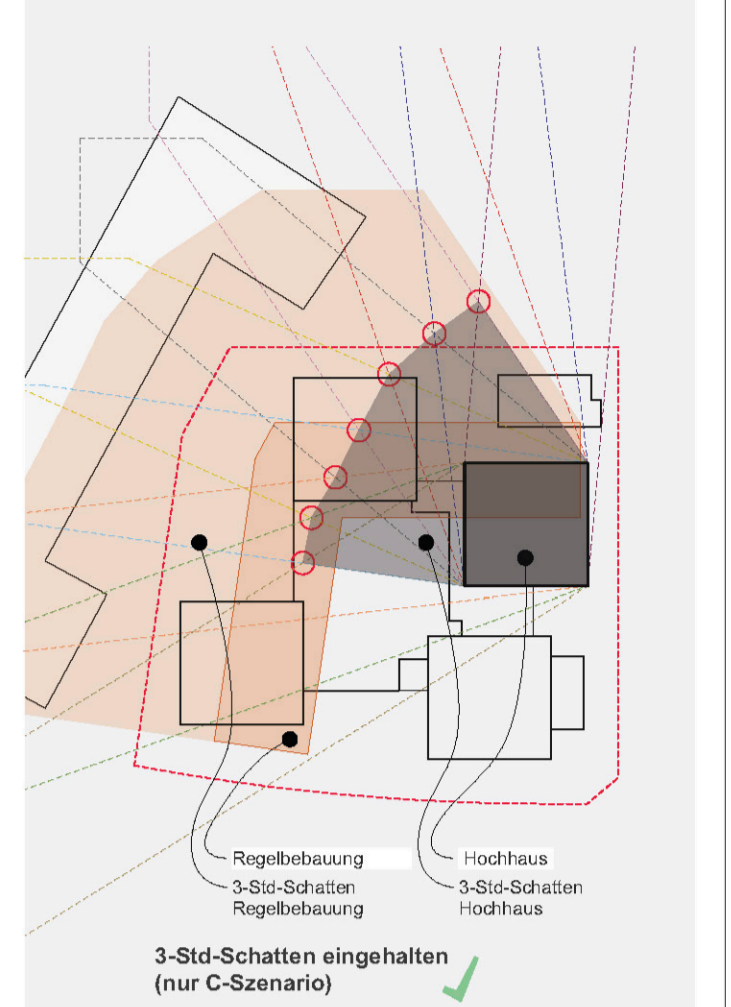 Regelbebauung
3-Std-Schatten
Regelbebauung
Hochhaus
3-Std-Schatten
Hochhaus
3-Std-Schatten eingehalten
(nur C-Szenario)